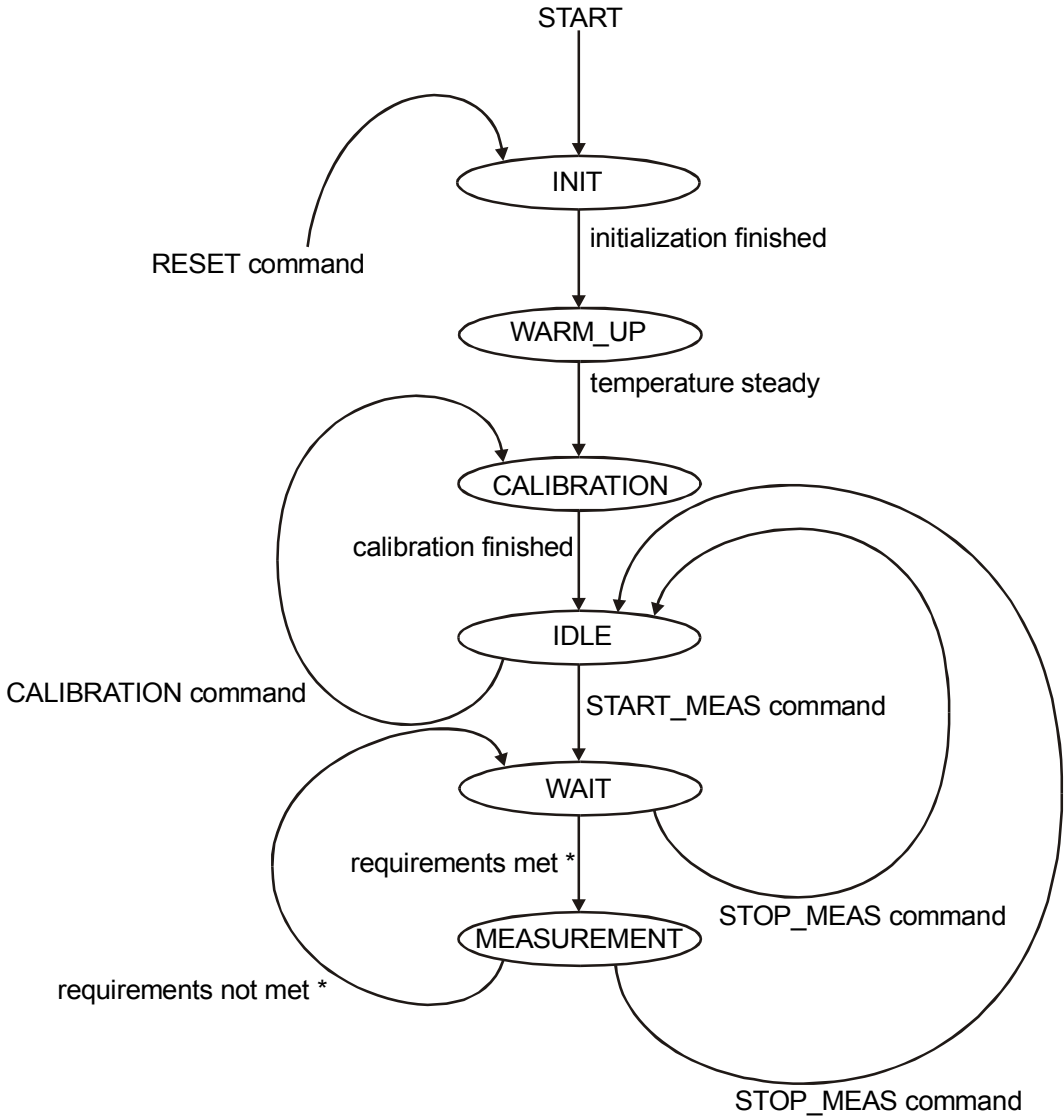 START
INIT
initialization finished
RESET command
WARM_UP
temperature steady
CALIBRATION
calibration finished
IDLE
CALIBRATION command
START_MEAS command
WAIT
requirements met *
STOP_MEAS command
MEASUREMENT
requirements not met *
STOP_MEAS command